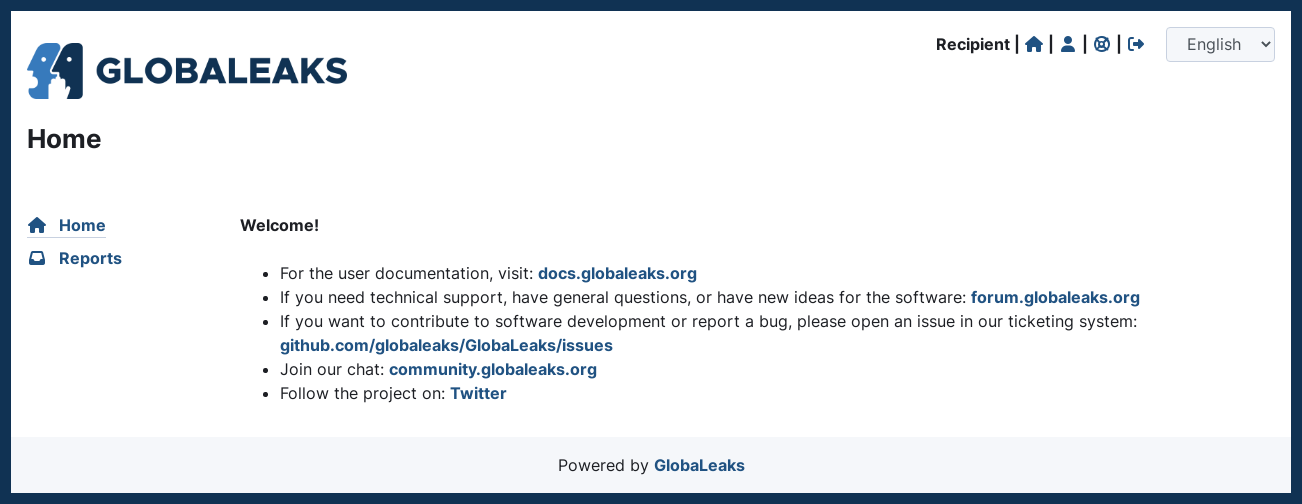 GLOBALEAKS
Recipient | | | |
English
Home
Home
Reports
Welcome!
For the user documentation, visit: docs.globaleaks.org
If you need technical support, have general questions, or have new ideas for the software: forum.globaleaks.org
If you want to contribute to software development or report a bug, please open an issue in our ticketing system:
github.com/globaleaks/GlobaLeaks/issues
Join our chat: community.globaleaks.org
Follow the project on: Twitter
Powered by GlobaLeaks